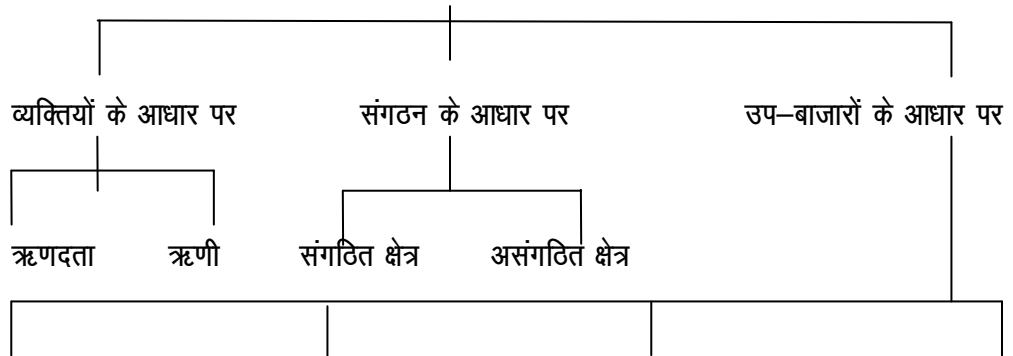 व्यक्तियों के आधार पर संगठन के आधार पर उप–बाजारों के आधार पर
ऋणदता ऋणी संगठित क्षेत्र असंगठित क्षेत्र